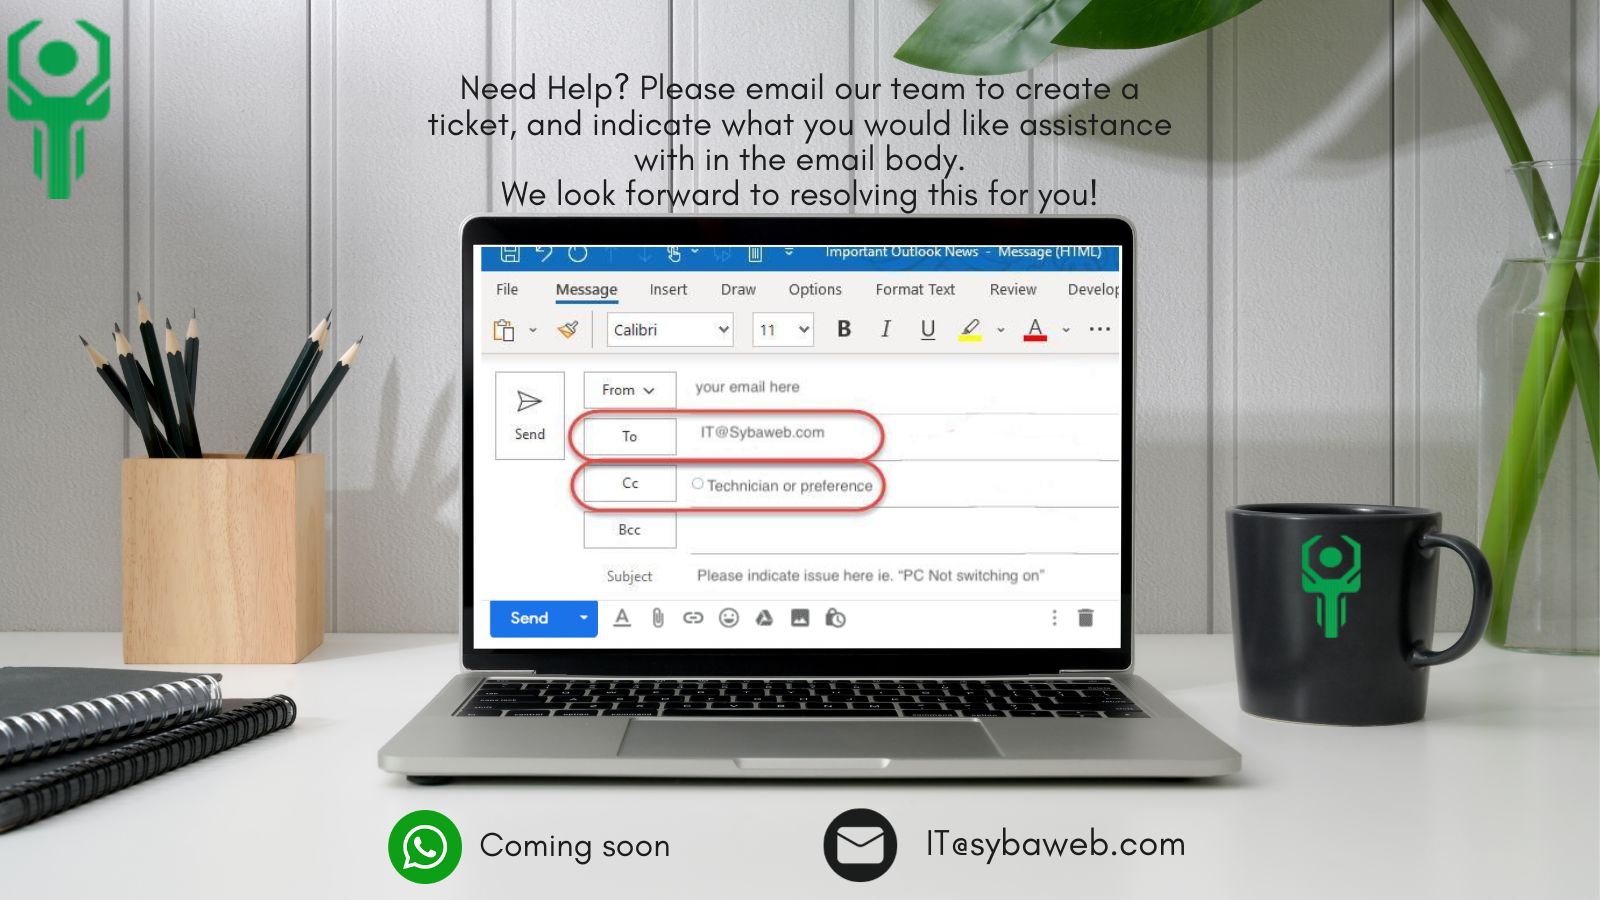 Need Help? Please email our team to create a
ticket, and indicate what you would like assistance
with in the email body.
We look forward to resolving this for you!
Important Outlook News - Message (HTML)
File Message Insert Draw Options Format Text Review Develop
Calibri 11 B I U A
From your email here
Send
To IT@Sybaweb.com
Cc Technician or preference
Bcc
Subject Please indicate issue here ie. “PC Not switching on”
Send A
Coming soon
IT@sybaweb.com